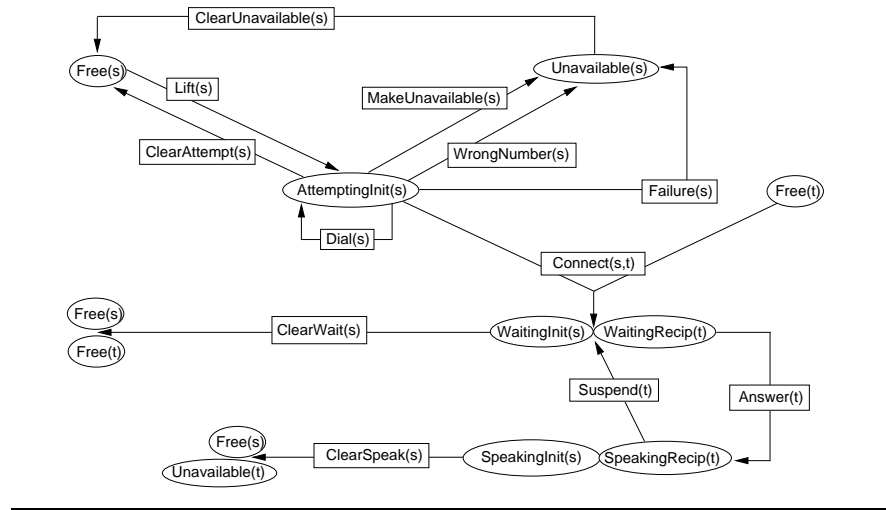 ClearUnavailable(s)
Free(s)
Unavailable(s)
Lift(s)
MakeUnavailable(s)
ClearAttempt(s)
WrongNumber(s)
AttemptingInit(s)
Failure(s)
Free(t)
Dial(s)
Connect(s,t)
Free(s)
ClearWait(s)
WaitingInit(s)
WaitingRecip(t)
Free(t)
Suspend(t)
Answer(t)
Free(s)
ClearSpeak(s)
SpeakingInit(s)
SpeakingRecip(t)
Unavailable(t)